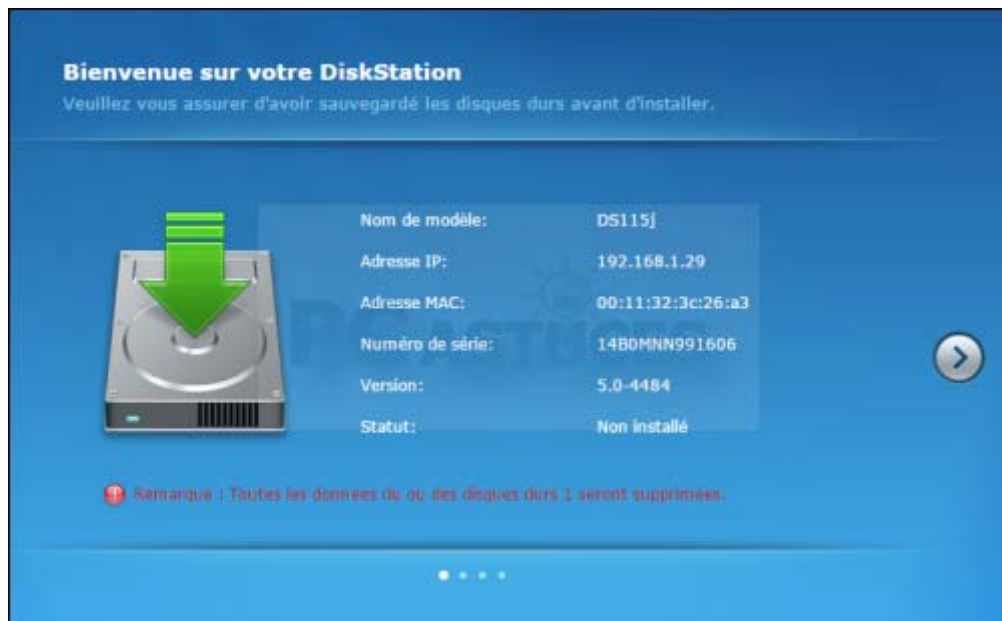 Bienvenue sur votre DiskStation
Veuillez vous assurer d'avoir sauvegardé les disques durs avant d'installer.
Nom de modèle: DS115j
Adresse IP: 192.168.1.29
Adresse MAC: 00:11:32:3c:26:a3
Numéro de série: 14B0MNN991606
Version: 5.0-4484
Statut: Non installé
PC ASTUCES
Remarque : Toutes les données du ou des disques durs 1 seront supprimées.